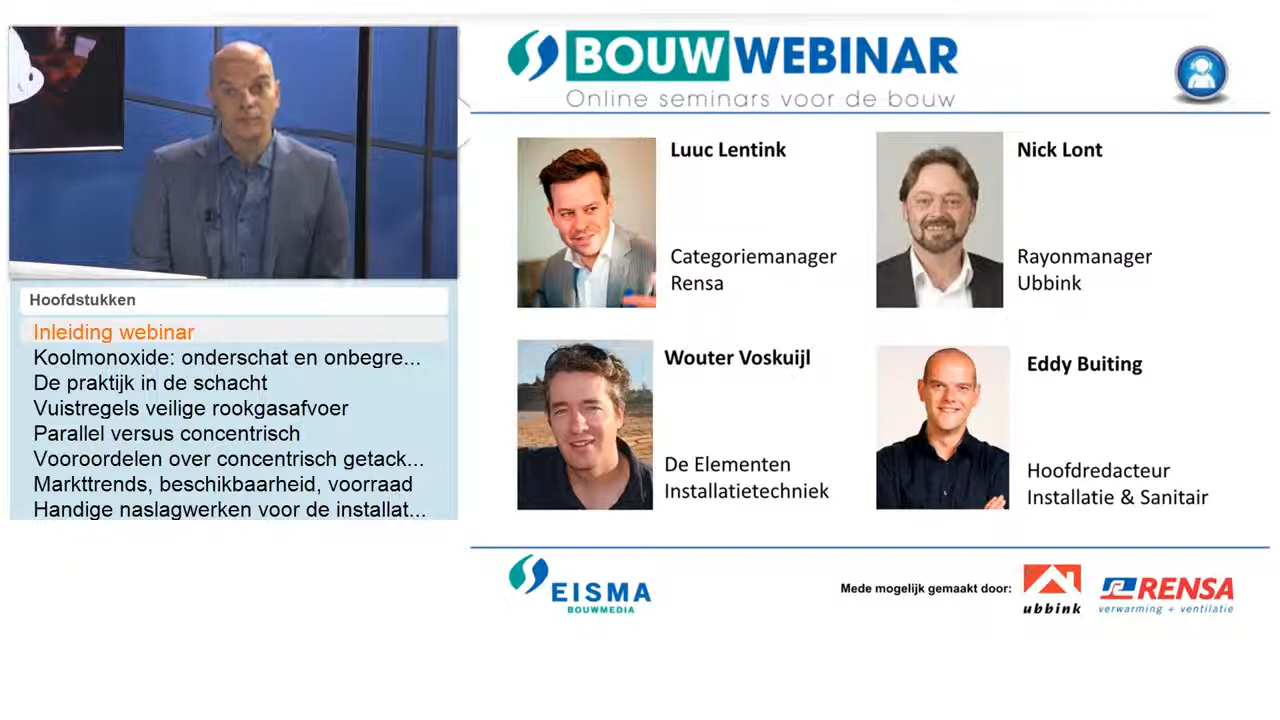 BOUWWEBINAR
Online seminars voor de bouw
Luuc Lentink
Categoriemanager
Rensa
Nick Lont
Rayonmanager
Ubbink
Wouter Voskuijl
De Elementen
Installatietechniek
Eddy Buiting
Hoofdredacteur
Installatie & Sanitair
Hoofdstukken
Inleiding webinar
Koolmonoxide: onderschat en onbegre...
De praktijk in de schacht
Vuistregels veilige rookgasafvoer
Parallel versus concentrisch
Vooroordelen over concentrisch getack...
Markttrends, beschikbaarheid, voorraad
Handige naslagwerken voor de installat...
EISMA
BOUWMEDIA
Mede mogelijk gemaakt door:
ubbink
RENSA
verwarming + ventilatie